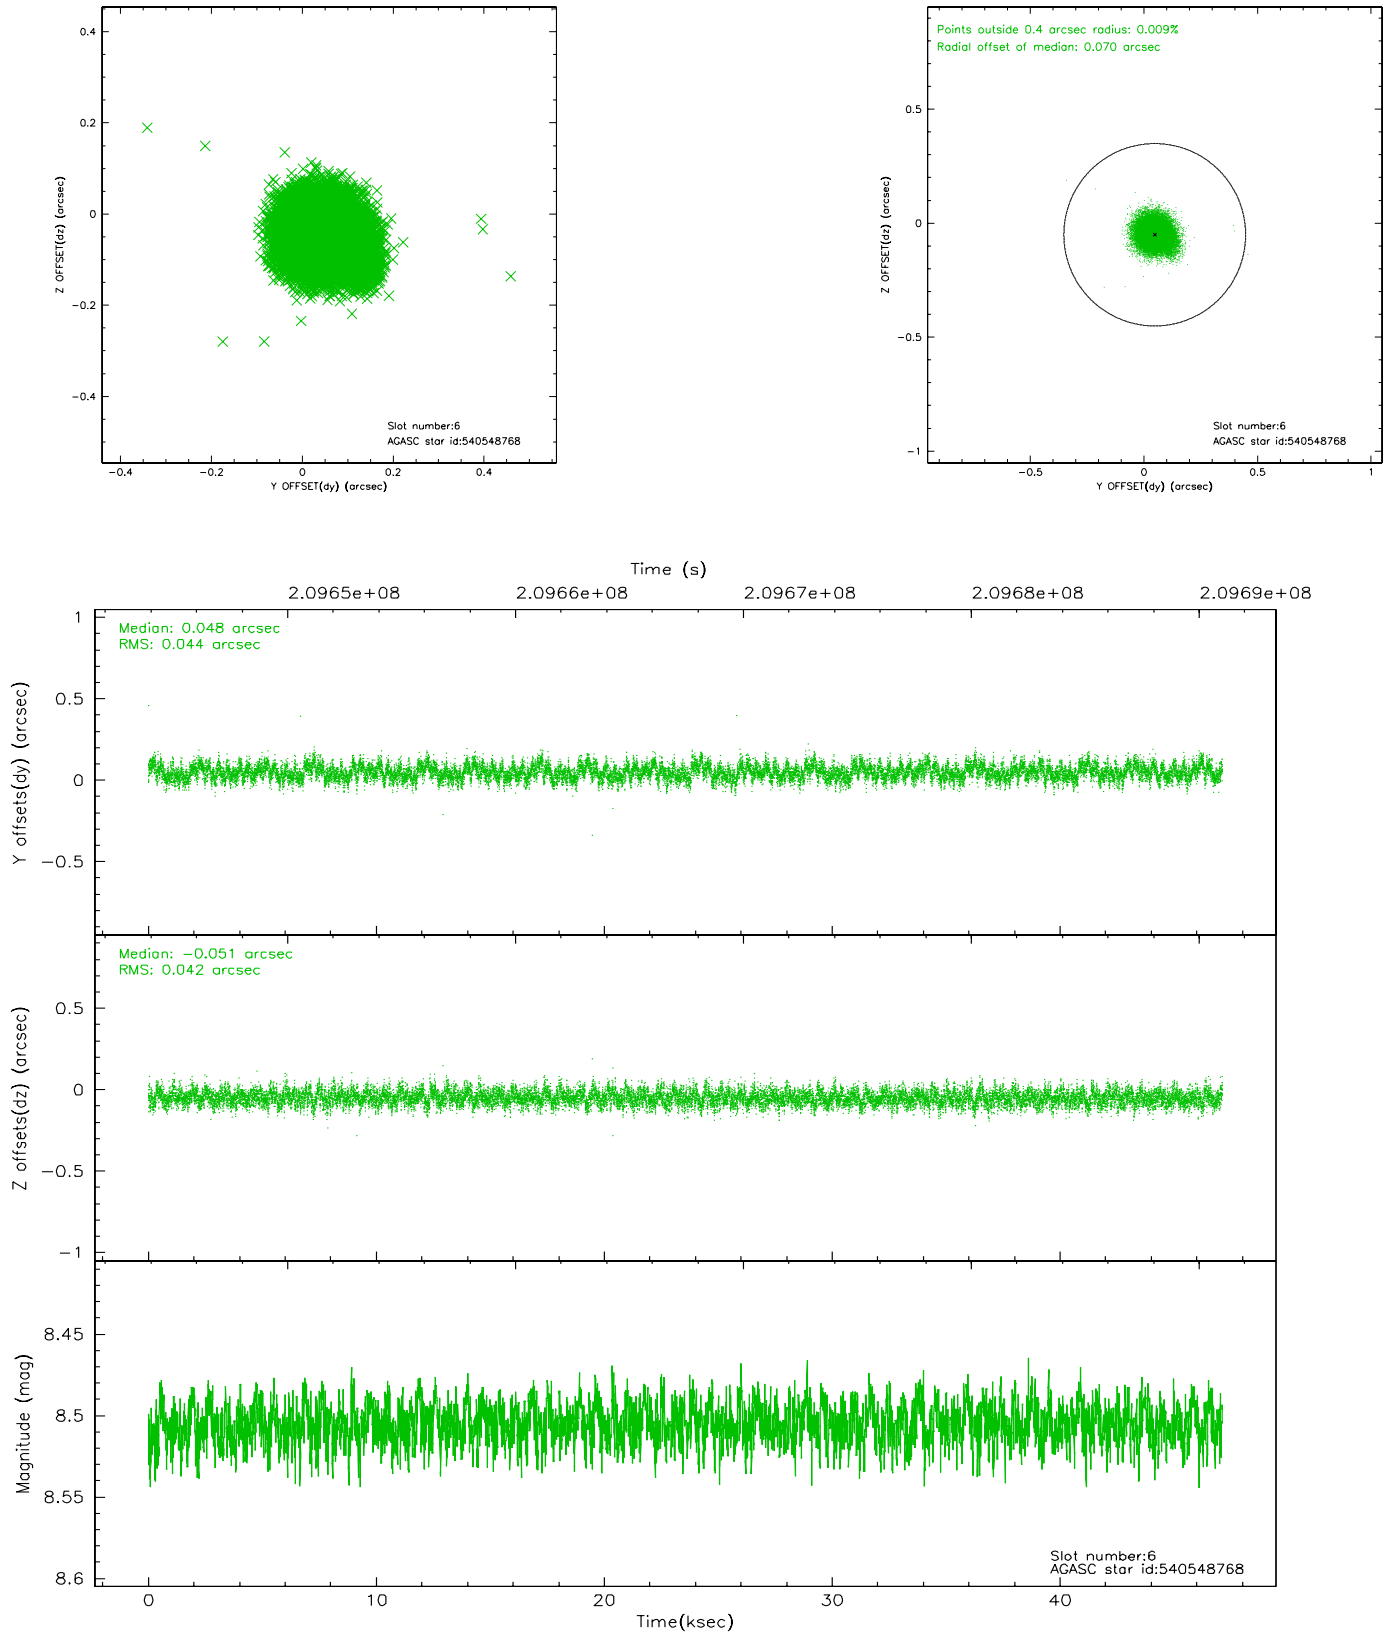 0.4
0.2
0
−0.2
−0.4
−0.4
−0.2
0
0.2
0.4
Z OFFSET(dz) (arcsec)
Y OFFSET(dy) (arcsec)
Slot number:6
AGASC star id:540548768
Points outside 0.4 arcsec radius: 0.009%
Radial offset of median: 0.070 arcsec
0.5
0
−0.5
−1
−0.5
0
0.5
1
Z OFFSET(dz) (arcsec)
Y OFFSET(dy) (arcsec)
Slot number:6
AGASC star id:540548768
Time (s)
2.0965e+08
2.0966e+08
2.0967e+08
2.0968e+08
2.0969e+08
Median: 0.048 arcsec
RMS: 0.044 arcsec
1
0.5
0
−0.5
Y offsets(dy) (arcsec)
Median: −0.051 arcsec
RMS: 0.042 arcsec
0.5
0
−0.5
−1
Z offsets(dz) (arcsec)
8.45
8.5
8.55
8.6
Magnitude (mag)
Slot number:6
AGASC star id:540548768
0
10
20
30
40
Time(ksec)